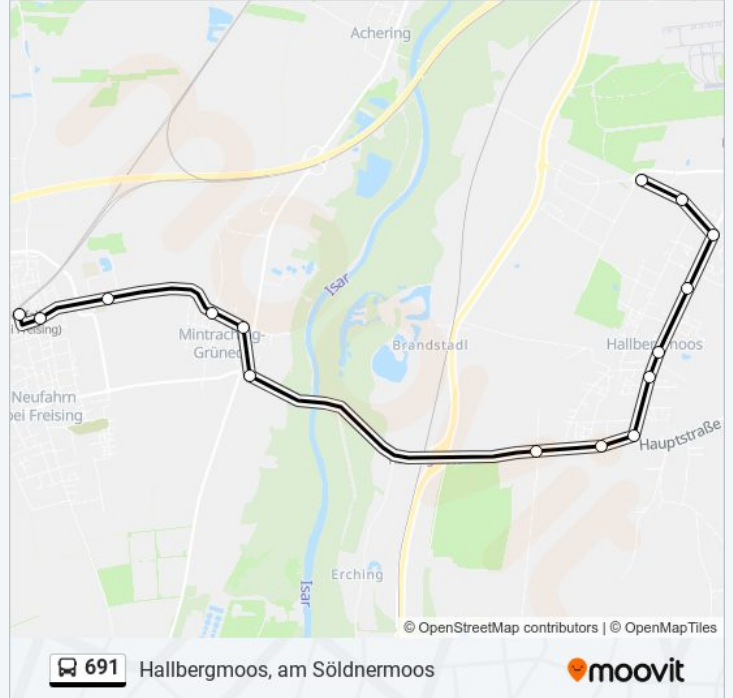 Achering
Isar
Mintraching-
Grüneck
Brandstadl
Hallbergmoos
Neufahrn
bei Freising
Hauptstraße
Erching
Isar
© OpenStreetMap contributors | © OpenMapTiles
691
Hallbergmoos, am Söldnermoos
moovit